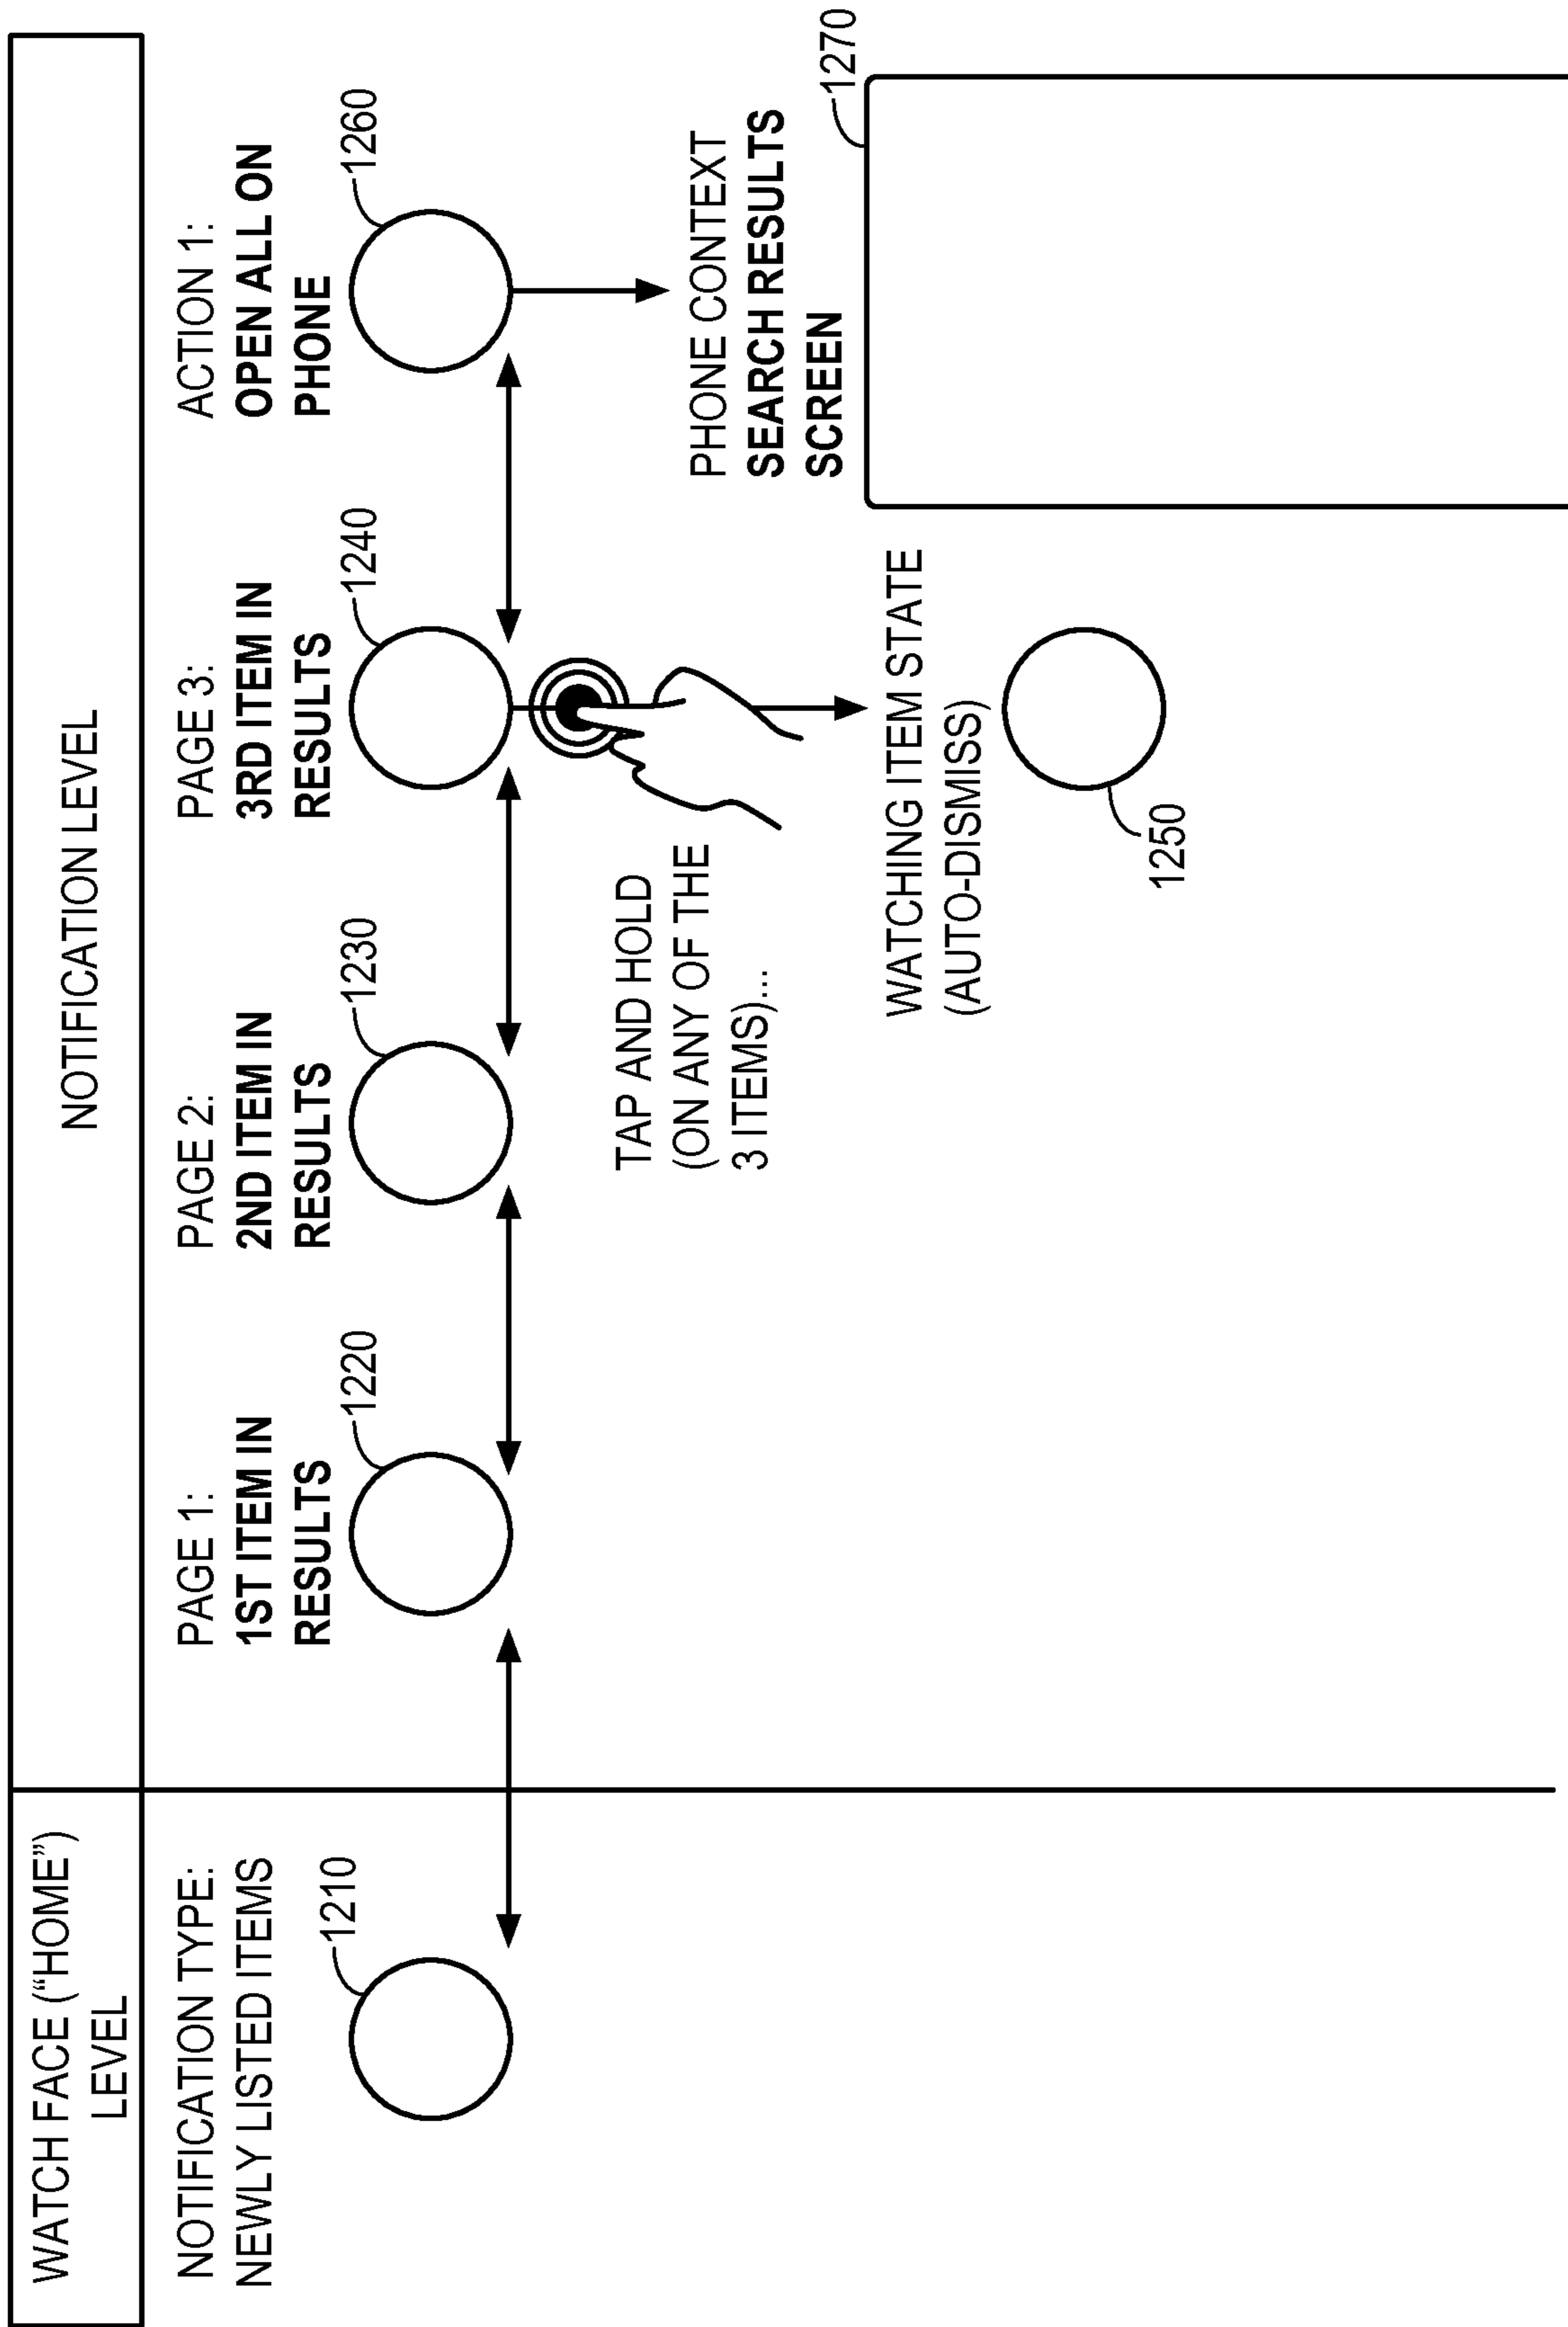 WATCH FACE (“HOME”)
LEVEL
NOTIFICATION LEVEL
NOTIFICATION TYPE:
NEWLY LISTED ITEMS
1210
PAGE 1:
1ST ITEM IN
RESULTS
1220
PAGE 2:
2ND ITEM IN
RESULTS
1230
PAGE 3:
3RD ITEM IN
RESULTS
1240
ACTION 1:
OPEN ALL ON
PHONE
1260
TAP AND HOLD
(ON ANY OF THE
3 ITEMS)...
WATCHING ITEM STATE
(AUTO-DISMISS)
1250
PHONE CONTEXT
SEARCH RESULTS
SCREEN
1270